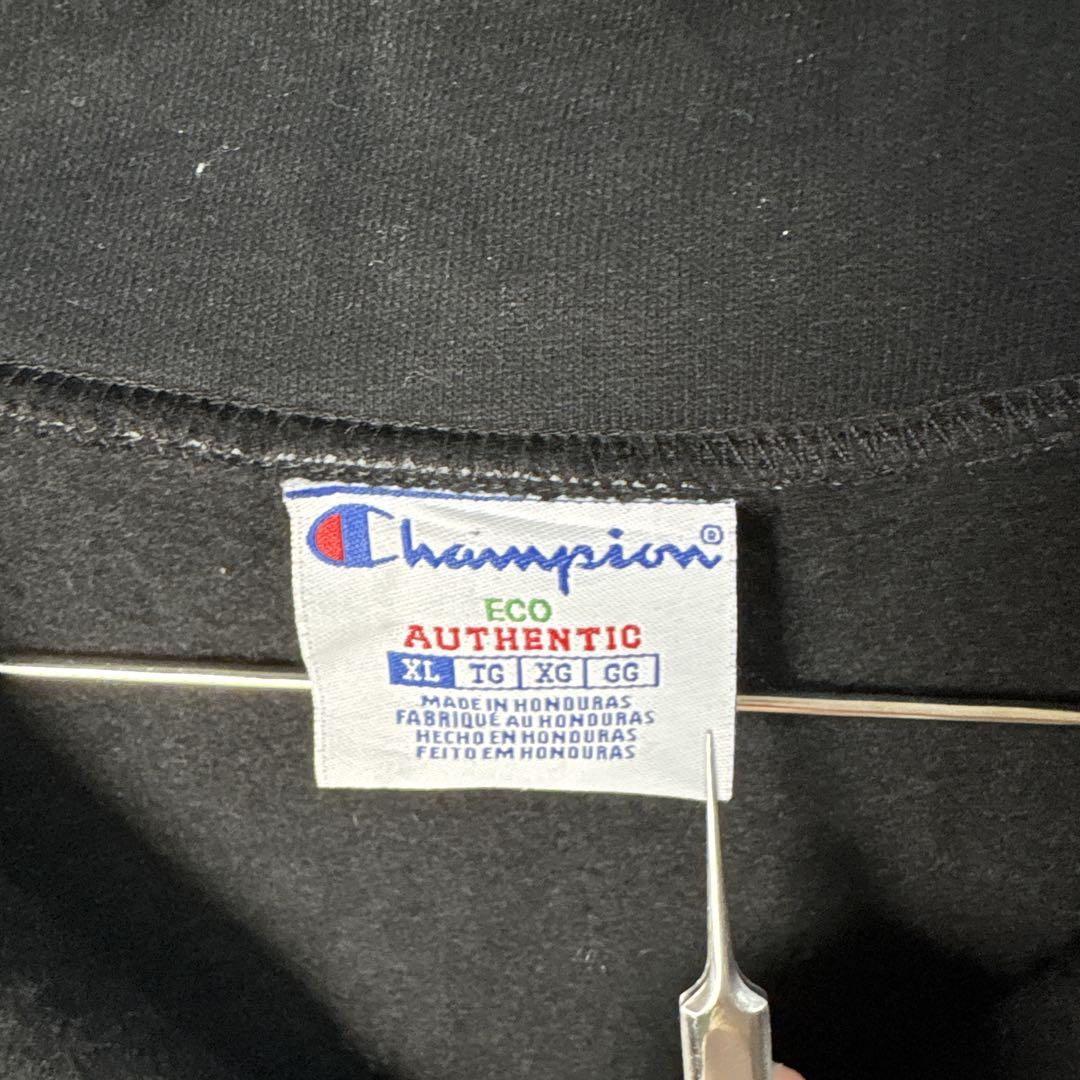 Champion®
ECO
AUTHENTIC
XL TG XG GG
MADE IN HONDURAS
FABRIQUÉ AU HONDURAS
HECHO EN HONDURAS
FEITO EM HONDURAS